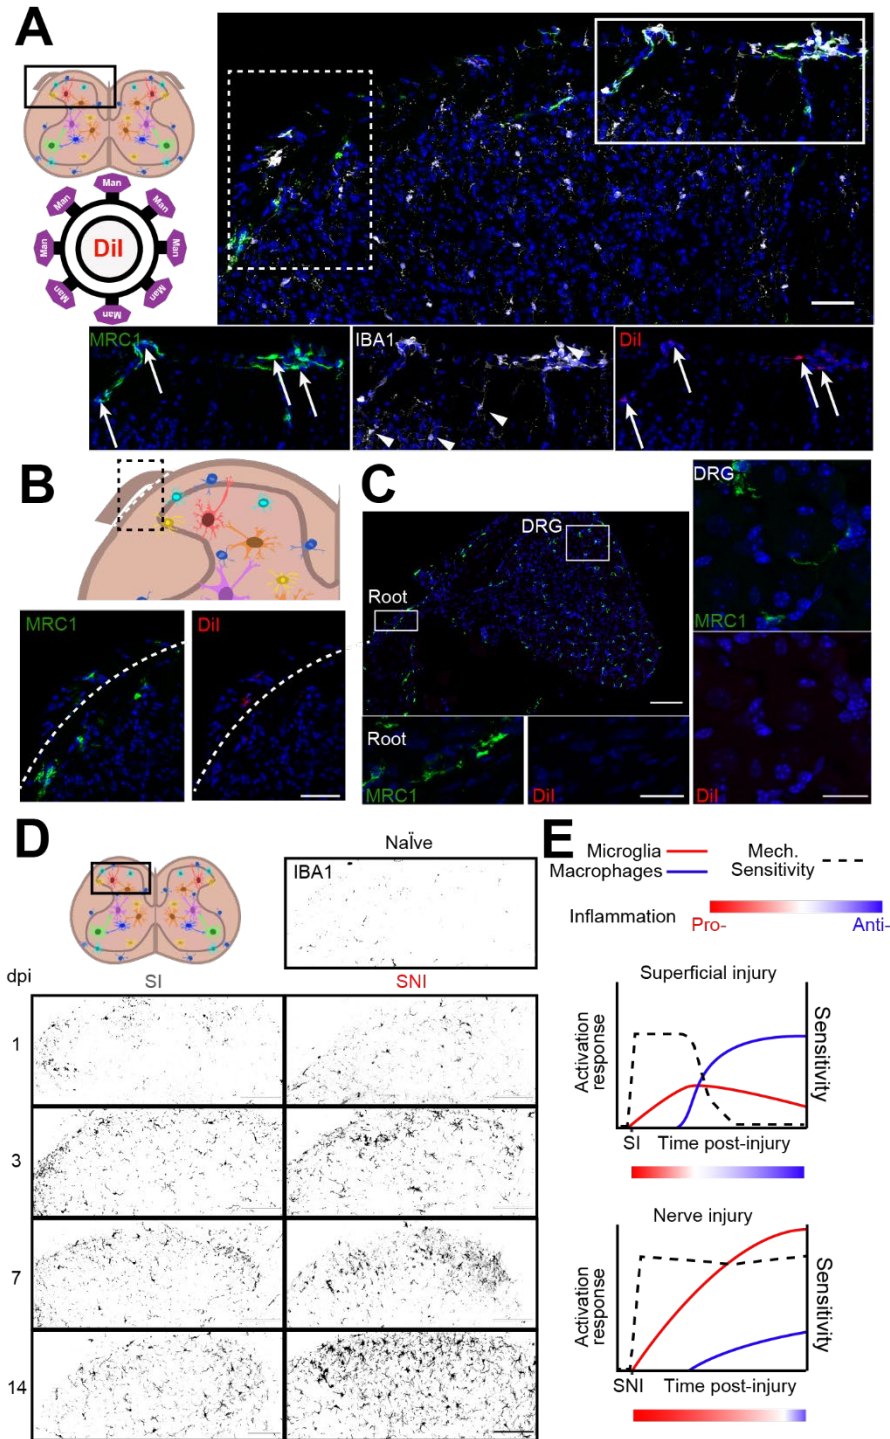 A
Man
Man
Man
Man
Man
Man
Man
Man
DiI
MRC1
IBA1
DiI
B
MRC1
DiI
C
DRG
Root
Root
MRC1
DiI
DRG
MRC1
DiI
D
NaÏve
IBA1
dpi
SI
SNI
1
3
7
14
E
Microglia
Macrophages
Mech.
Sensitivity
Inflammation
Pro-
Anti-
Superficial injury
Activation
response
Sensitivity
SI
Time post-injury
Nerve injury
Activation
response
Sensitivity
SNI
Time post-injury